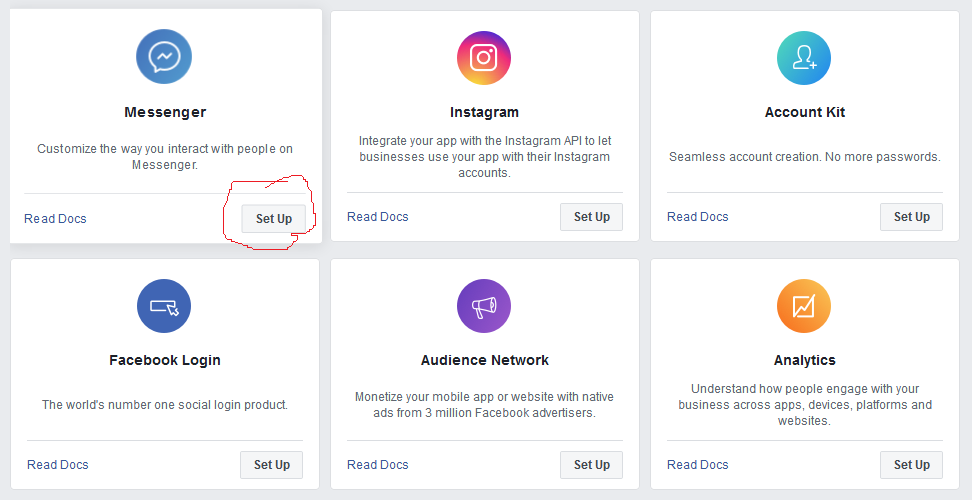 Messenger
Customize the way you interact with people on
Messenger.
Read Docs
Set Up
Instagram
Integrate your app with the Instagram API to let
businesses use your app with their Instagram
accounts.
Read Docs
Set Up
Account Kit
Seamless account creation. No more passwords.
Read Docs
Set Up
Facebook Login
The world's number one social login product.
Read Docs
Set Up
Audience Network
Monetize your mobile app or website with native
ads from 3 million Facebook advertisers.
Read Docs
Set Up
Analytics
Understand how people engage with your
business across apps, devices, platforms and
websites.
Read Docs
Set Up